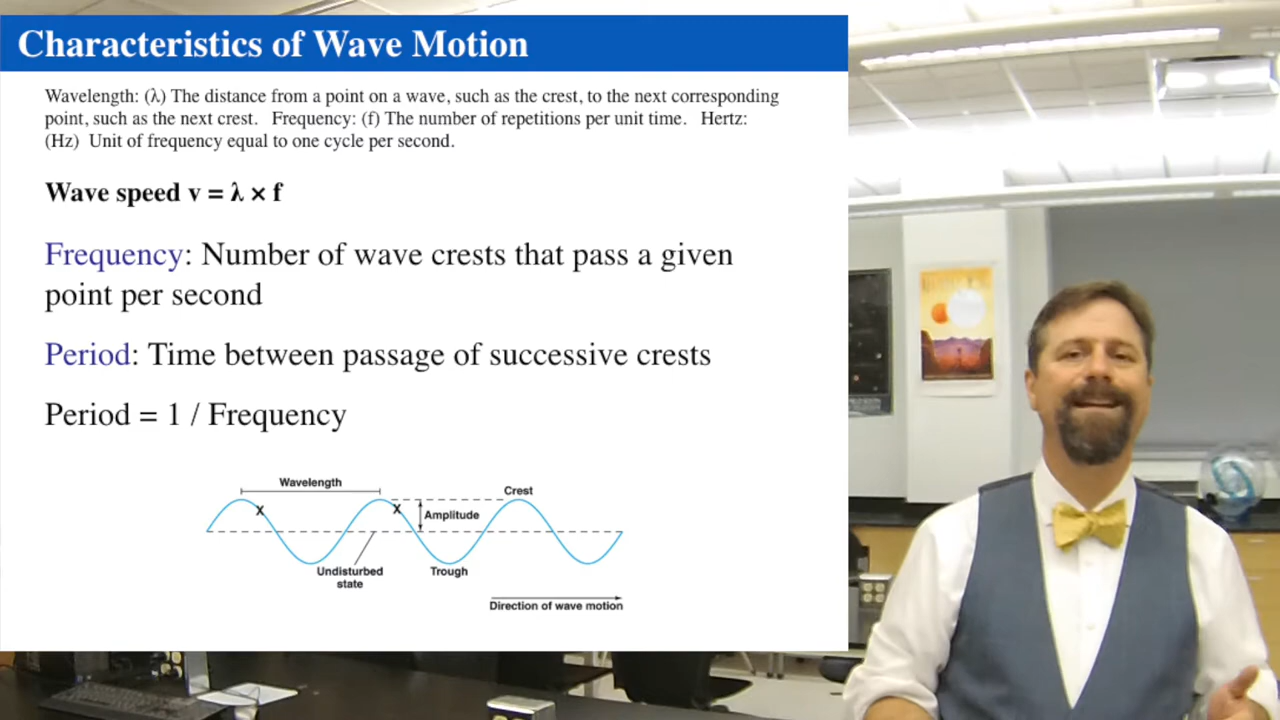 Characteristics of Wave Motion
Wavelength: (λ) The distance from a point on a wave, such as the crest, to the next corresponding
point, such as the next crest. Frequency: (f) The number of repetitions per unit time. Hertz:
(Hz) Unit of frequency equal to one cycle per second.
Wave speed v = λ × f
Frequency: Number of wave crests that pass a given
point per second
Period: Time between passage of successive crests
Period = 1 / Frequency
Wavelength
Crest
x
x
Amplitude
Undisturbed
state
Trough
Direction of wave motion